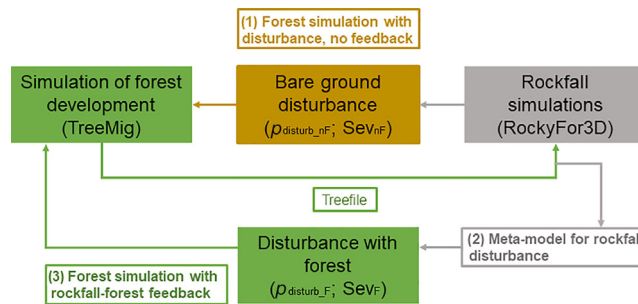 (1) Forest simulation with
disturbance, no feedback
Simulation of forest
development
(TreeMig)
Bare ground
disturbance
(pdisturb_nF; SevnF)
Rockfall
simulations
(RockyFor3D)
Treefile
Disturbance with
forest
(pdisturb_F; SevF)
(2) Meta-model for rockfall
disturbance
(3) Forest simulation with
rockfall-forest feedback